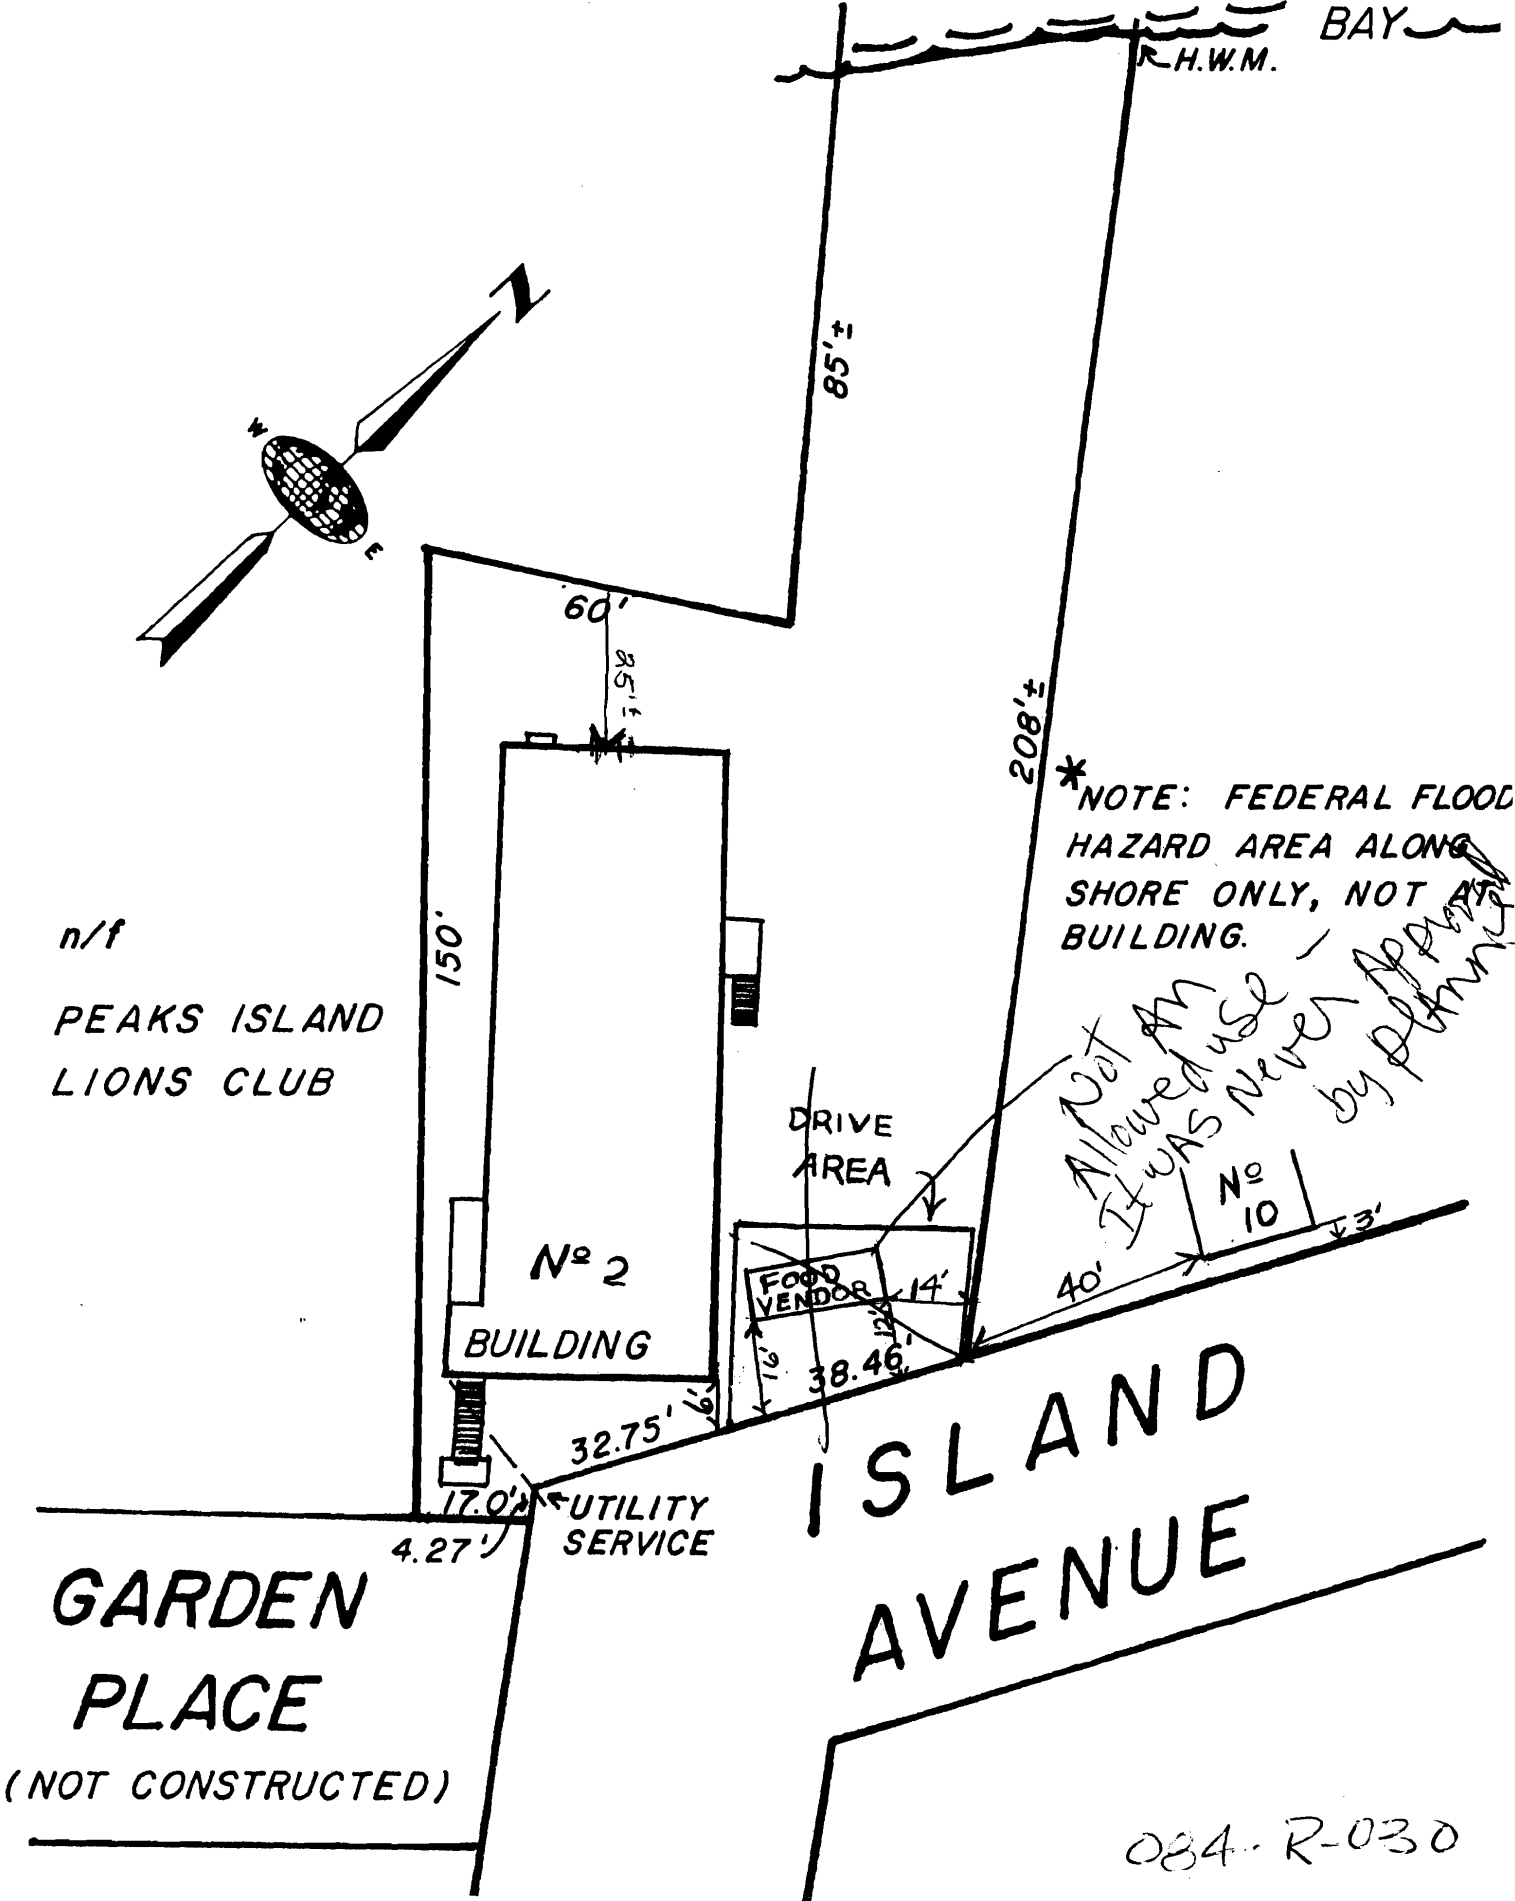 BAY
H.W.M.
N
W
E
85'±
60'
25'±
208'±
*NOTE: FEDERAL FLOOD
HAZARD AREA ALONG
SHORE ONLY, NOT AT
BUILDING.
n/f
PEAKS ISLAND
LIONS CLUB
150'
Not An
Allowed use
It was Never Approved
by planning
DRIVE
AREA
Nº
10
3'
40'
Nº 2
BUILDING
FOOD
VENDOR
14'
12'
16'
38.46'
6'
32.75'
17.0'
4.27'
UTILITY
SERVICE
ISLAND
AVENUE
GARDEN
PLACE
(NOT CONSTRUCTED)
084-R-030